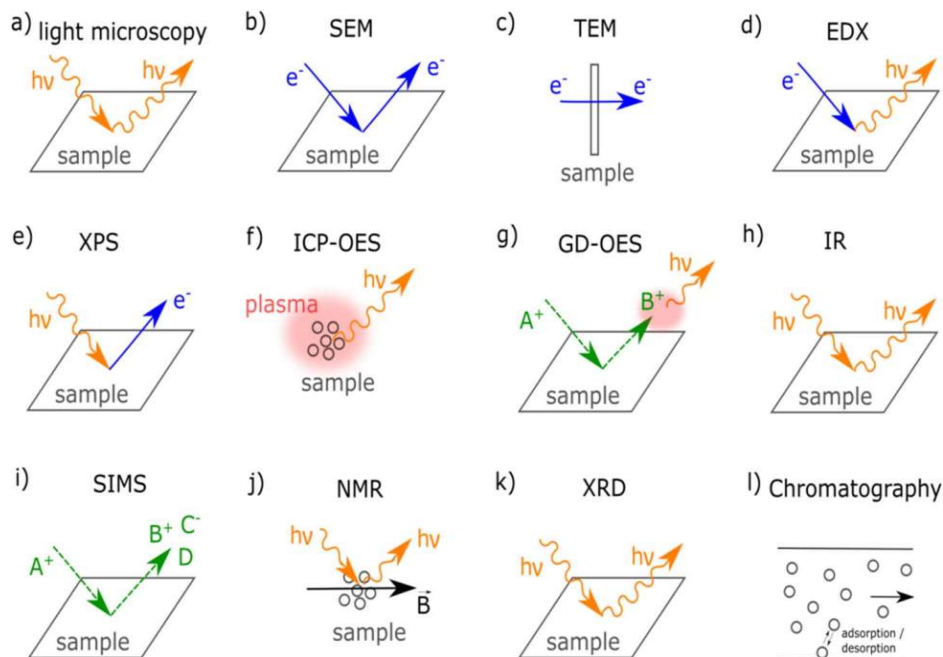 a) light microscopy
hν
hν
sample
b) SEM
e⁻
e⁻
sample
c) TEM
e⁻ e⁻
sample
d) EDX
e⁻
hν
sample
e) XPS
hν
e⁻
sample
f) ICP-OES
plasma
hν
sample
g) GD-OES
hν
A⁺
B⁺
sample
h) IR
hν
hν
sample
i) SIMS
A⁺
B⁺ C⁻
D
sample
j) NMR
hν
hν
B⃗
sample
k) XRD
hν
hν
sample
l) Chromatography
adsorption /
desorption